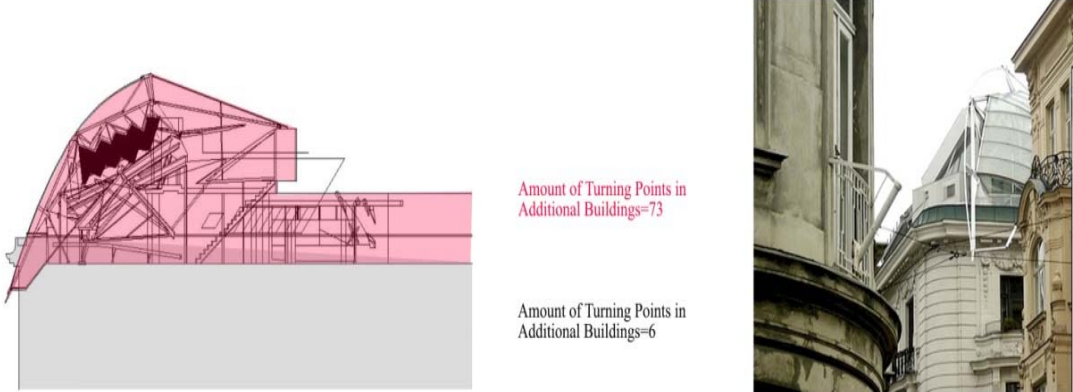 Amount of Turning Points in
Additional Buildings=73
Amount of Turning Points in
Additional Buildings=6